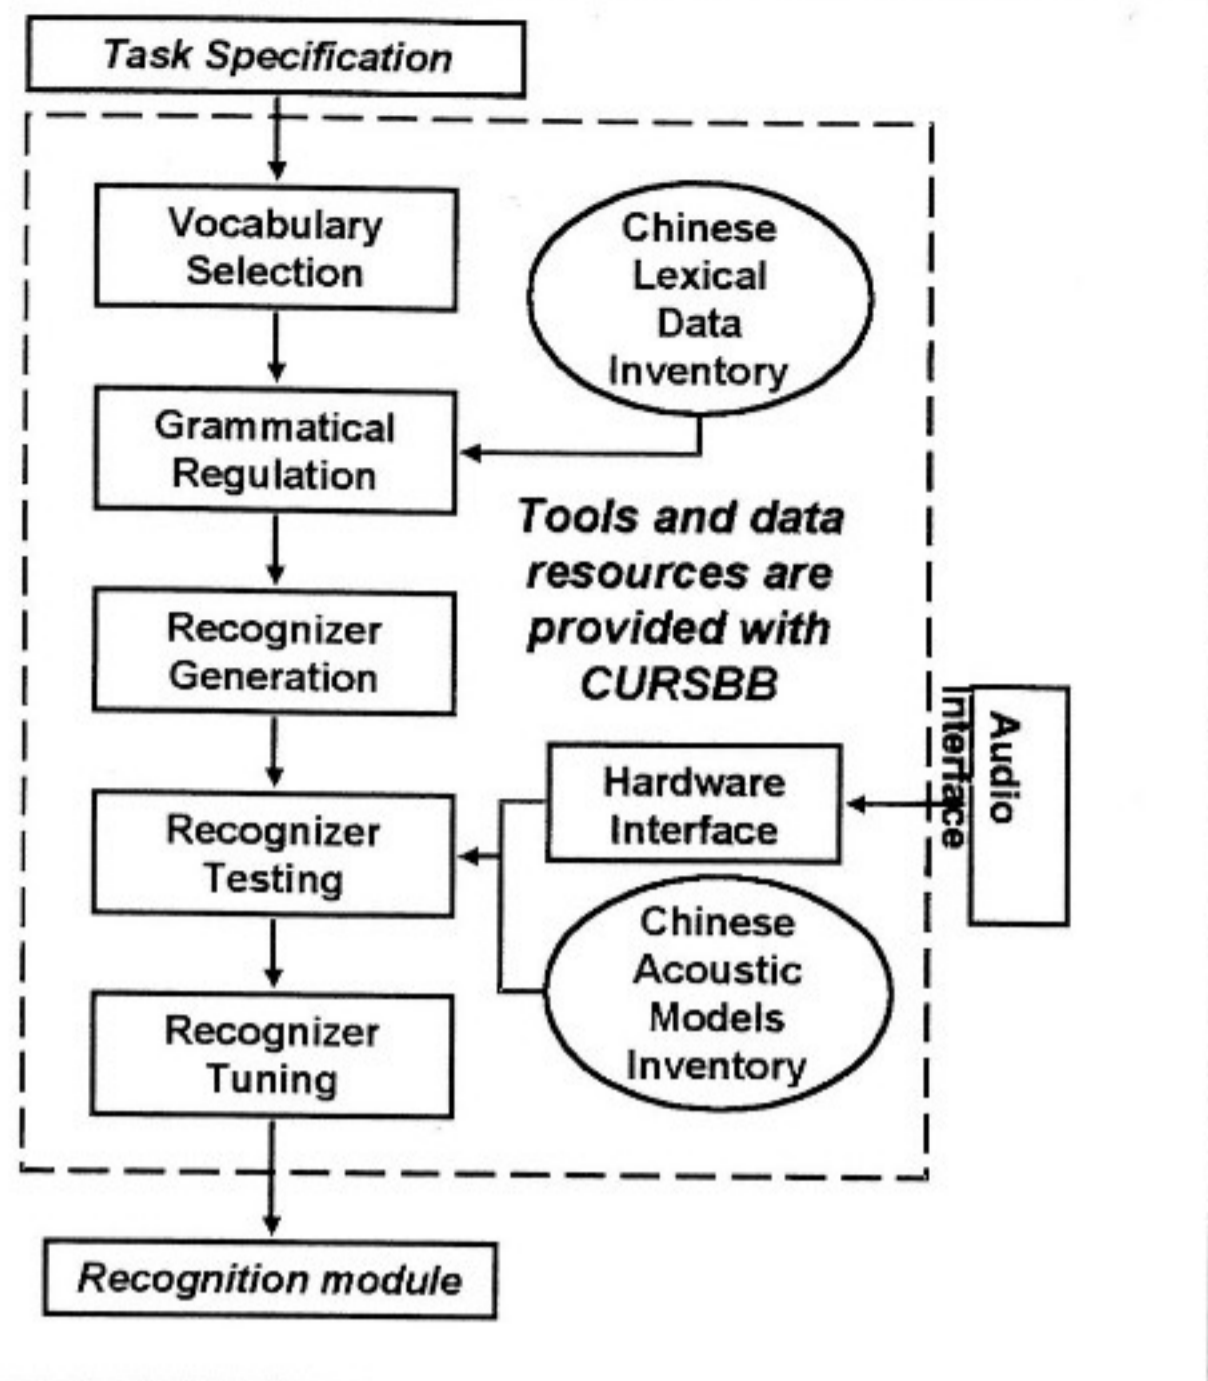 Task Specification
Vocabulary
Selection
Chinese
Lexical
Data
Inventory
Grammatical
Regulation
Tools and data
resources are
provided with
CURSBB
Recognizer
Generation
Hardware
Interface
Audio
Interface
Recognizer
Testing
Chinese
Acoustic
Models
Inventory
Recognizer
Tuning
Recognition module